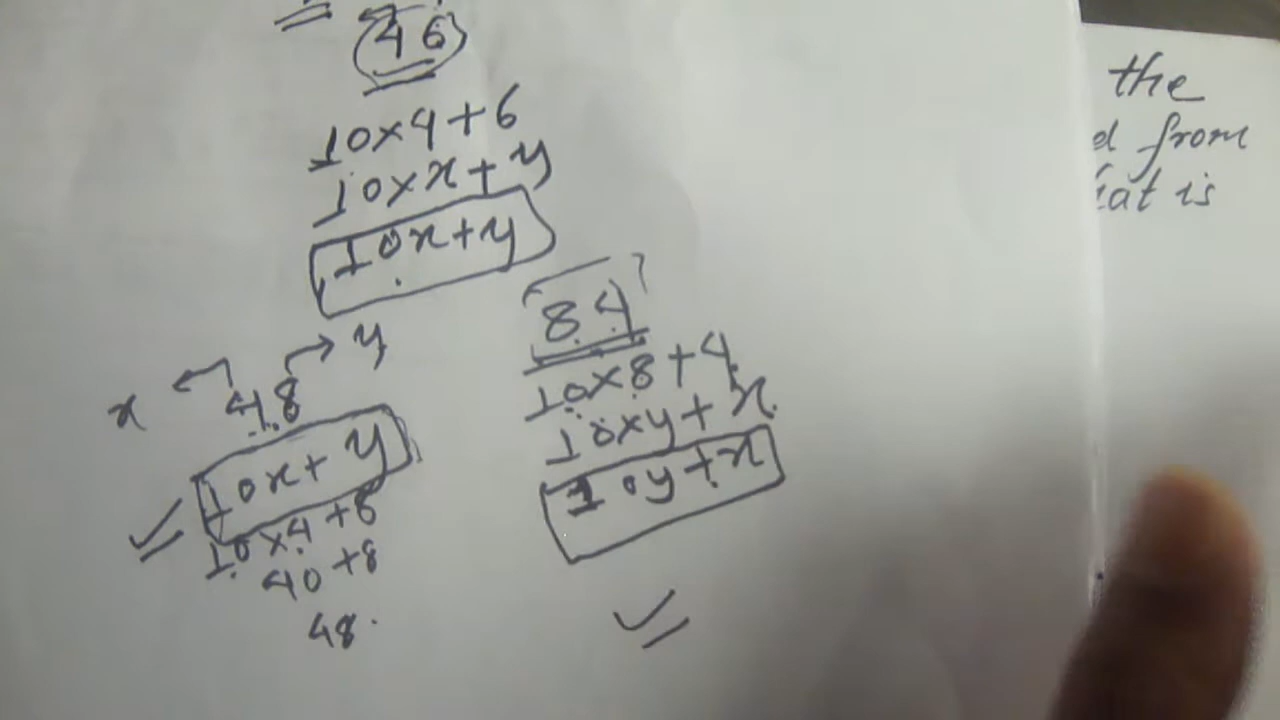 46
10×4+6
10×x+y
10x+y
x 48 y
10x+y
10×4+8
40+8
48.
84
10×8+4
10×y+x
10y+x
the
d from
hat is